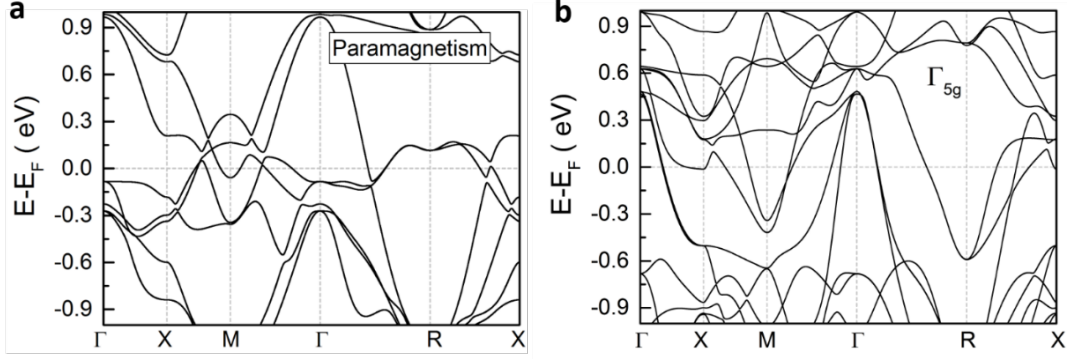 a
Paramagnetism
E-E_F ( eV)
0.9
0.6
0.3
0.0
-0.3
-0.6
-0.9
Γ X M Γ R X
b
Γ_5g
E-E_F ( eV)
0.9
0.6
0.3
0.0
-0.3
-0.6
-0.9
Γ X M Γ R X